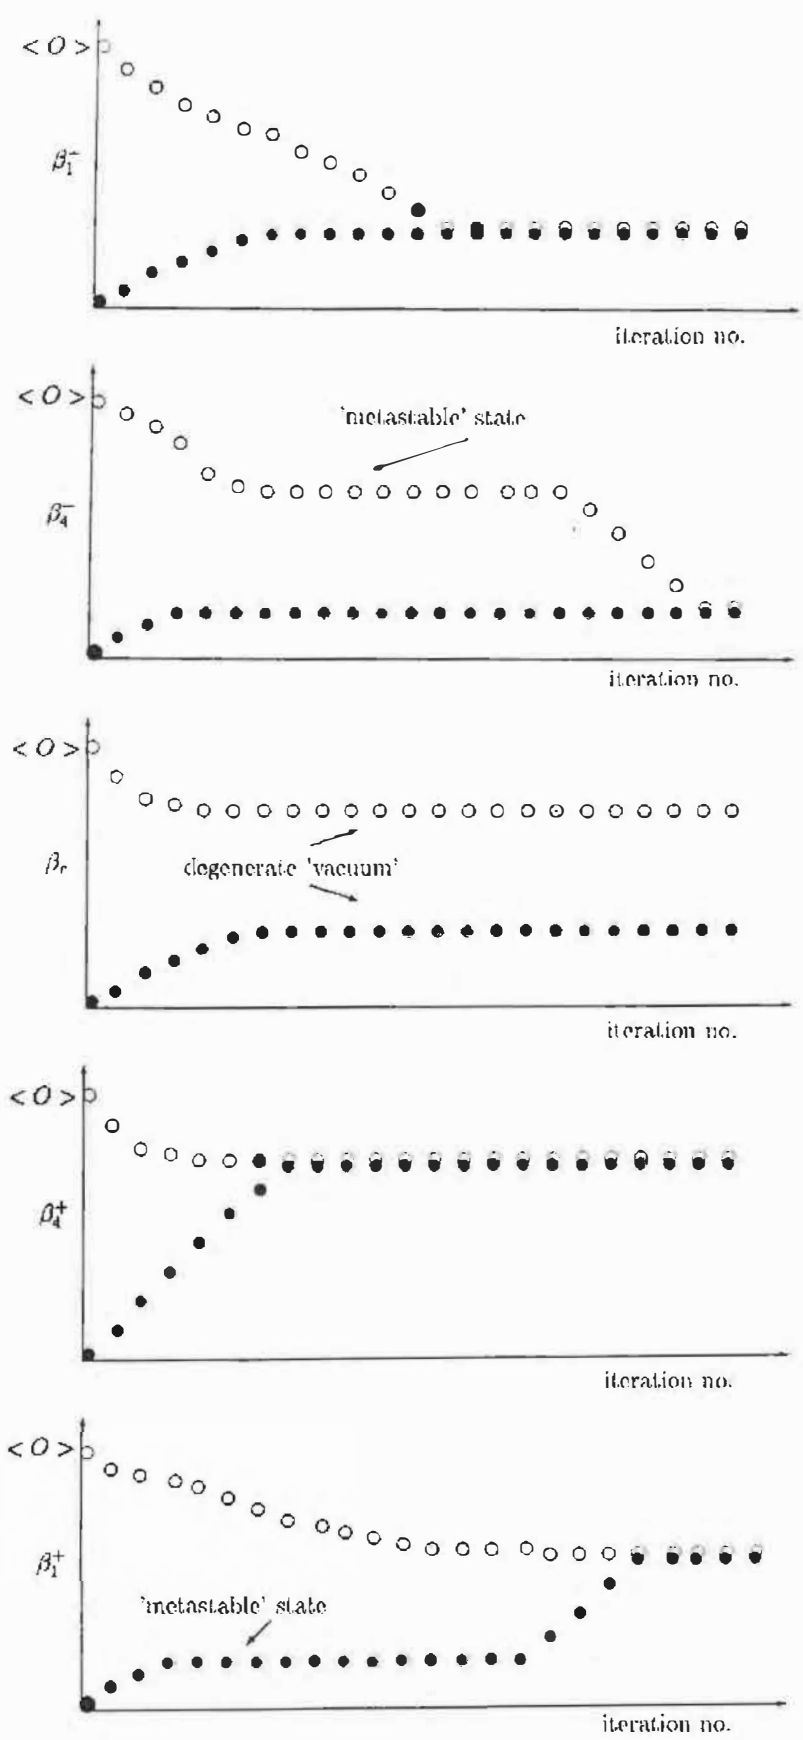 < O >
β₁⁻
iteration no.
< O >
'metastable' state
β₄⁻
iteration no.
< O >
degenerate 'vacuum'
β_c
iteration no.
< O >
β₄⁺
iteration no.
< O >
β₁⁺
'metastable' state
iteration no.